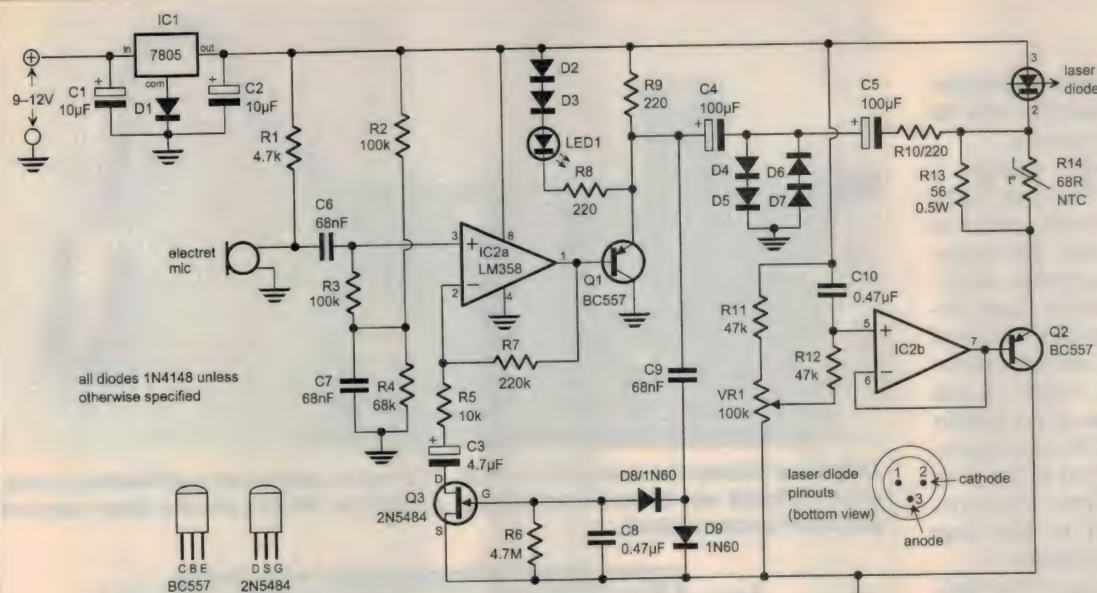 IC1
in
7805
out
com
9–12V
+
C1
10µF
D1
+
C2
10µF
R1
4.7k
R2
100k
D2
D3
LED1
R8
220
R9
220
C4
100µF
+
C5
100µF
+
R10/220
3
laser
diode
2
R13
56
0.5W
t°
R14
68R
NTC
D4
D5
D6
D7
C6
68nF
electret
mic
R3
100k
3
+
8
IC2a
LM358
1
2
−
4
Q1
BC557
R7
220k
C7
68nF
R4
68k
R5
10k
+
C3
4.7µF
C9
68nF
R11
47k
C10
0.47µF
R12
47k
VR1
100k
5
+
IC2b
7
6
−
Q2
BC557
all diodes 1N4148 unless
otherwise specified
D
G
S
Q3
2N5484
R6
4.7M
C8
0.47µF
D8/1N60
D9
1N60
laser diode
pinouts
(bottom view)
1
2
3
cathode
anode
C B E
BC557
D S G
2N5484